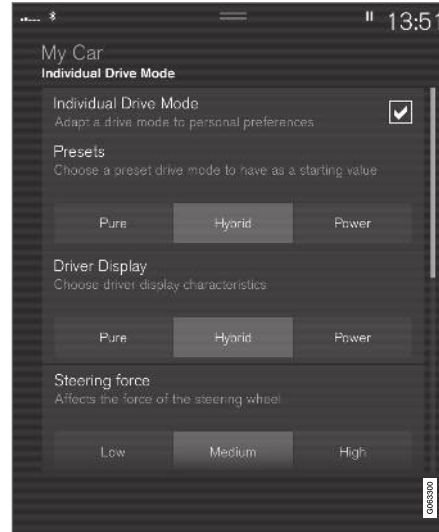 13:51
My Car
Individual Drive Mode
Individual Drive Mode
Adapt a drive mode to personal preferences
Presets
Choose a preset drive mode to have as a starting value
Pure Hybrid Power
Driver Display
Choose driver display characteristics
Pure Hybrid Power
Steering force
Affects the force of the steering wheel
Low Medium High
G063300